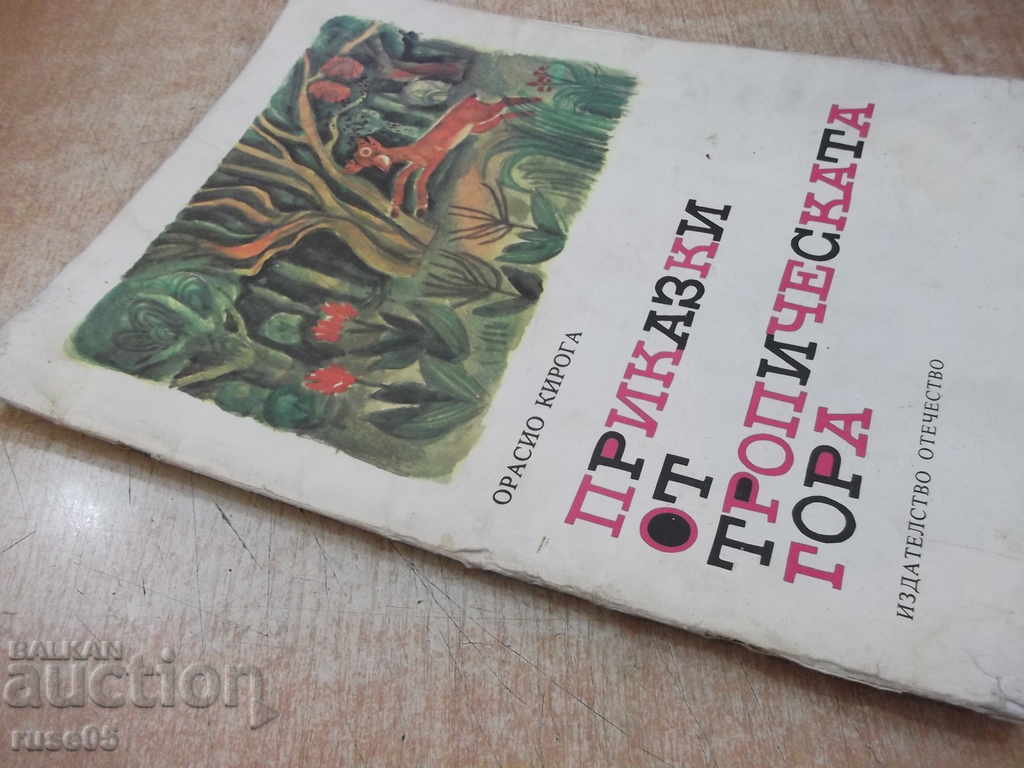 ОРАСИО КИРОГА
ПРИКАЗКИ
ОТ
ТРОПИЧЕСКАТА
ГОРА
ИЗДАТЕЛСТВО ОТЕЧЕСТВО
BALKAN
auction
ruse05